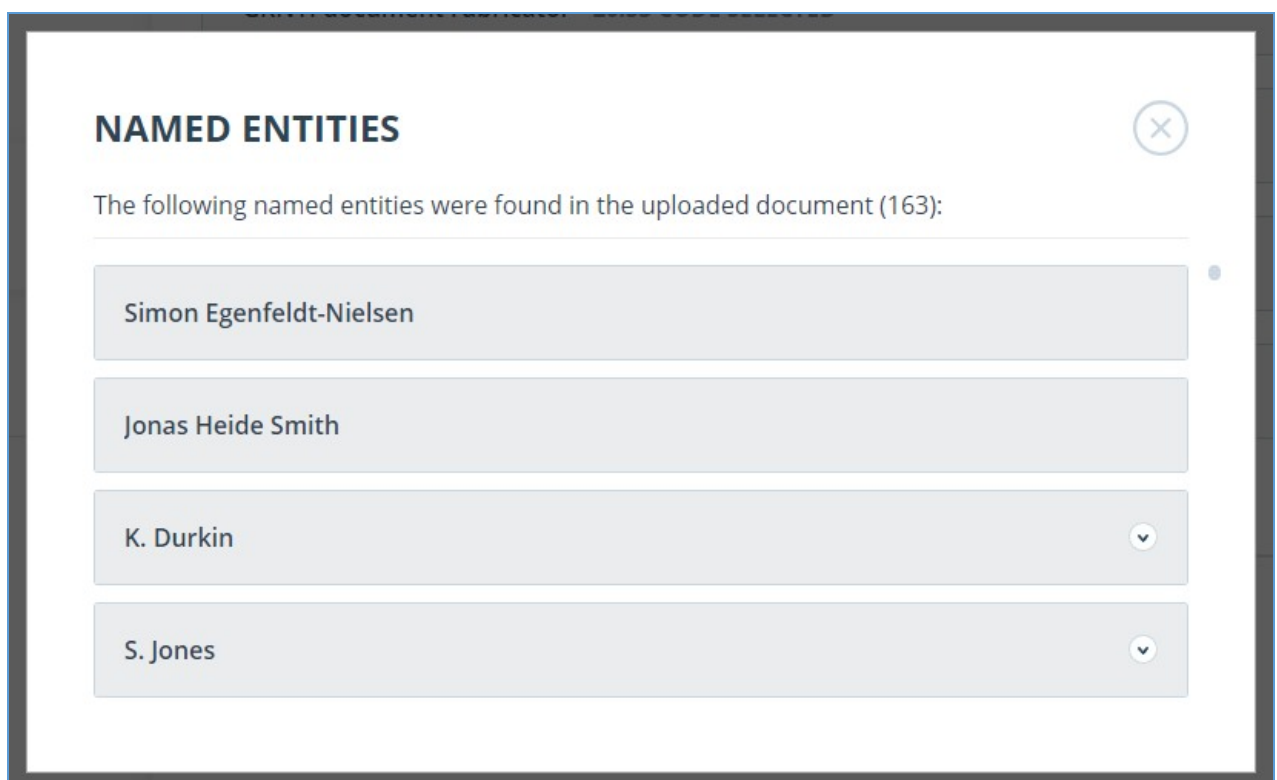 NAMED ENTITIES
The following named entities were found in the uploaded document (163):
Simon Egenfeldt-Nielsen
Jonas Heide Smith
K. Durkin
S. Jones